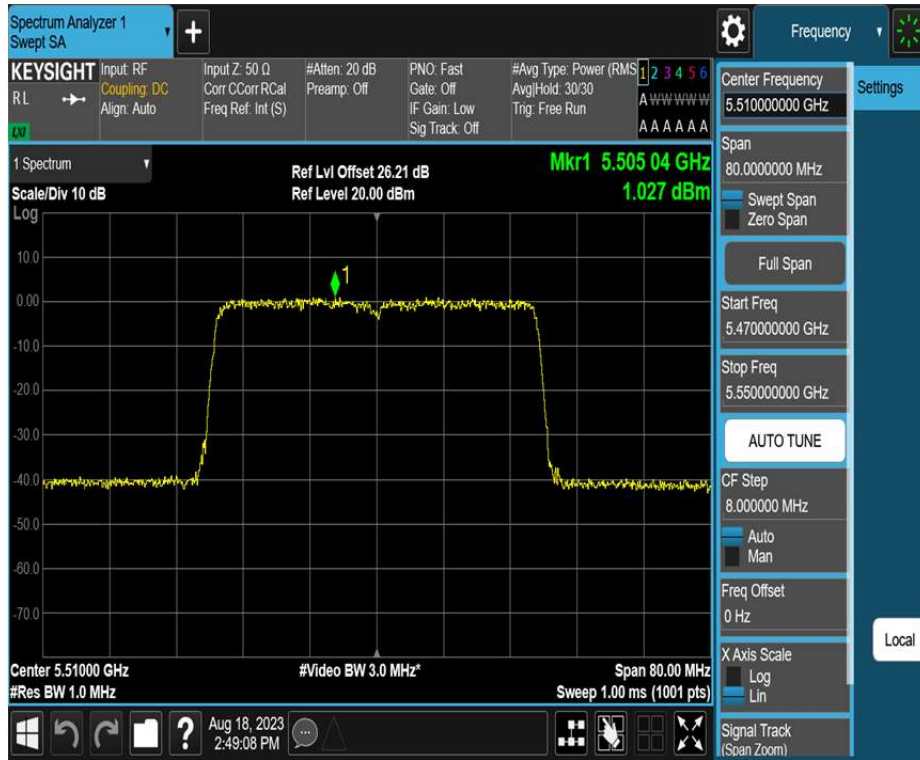 Spectrum Analyzer 1
Swept SA
+
Frequency
KEYSIGHT
RL
LXI
Input: RF
Coupling: DC
Align: Auto
Input Z: 50 Ω
Corr CCorr RCal
Freq Ref: Int (S)
#Atten: 20 dB
Preamp: Off
PNO: Fast
Gate: Off
IF Gain: Low
Sig Track: Off
#Avg Type: Power (RMS
Avg|Hold: 30/30
Trig: Free Run
1 2 3 4 5 6
A W W W W W
A A A A A A
1 Spectrum
Scale/Div 10 dB
Log
Ref Lvl Offset 26.21 dB
Ref Level 20.00 dBm
Mkr1 5.505 04 GHz
1.027 dBm
1
10.0
0.00
-10.0
-20.0
-30.0
-40.0
-50.0
-60.0
-70.0
Center 5.51000 GHz
#Res BW 1.0 MHz
#Video BW 3.0 MHz*
Span 80.00 MHz
Sweep 1.00 ms (1001 pts)
?
Aug 18, 2023
2:49:08 PM
Center Frequency
5.510000000 GHz
Span
80.0000000 MHz
Swept Span
Zero Span
Full Span
Start Freq
5.470000000 GHz
Stop Freq
5.550000000 GHz
AUTO TUNE
CF Step
8.000000 MHz
Auto
Man
Freq Offset
0 Hz
X Axis Scale
Log
Lin
Signal Track
(Span Zoom)
Settings
Local